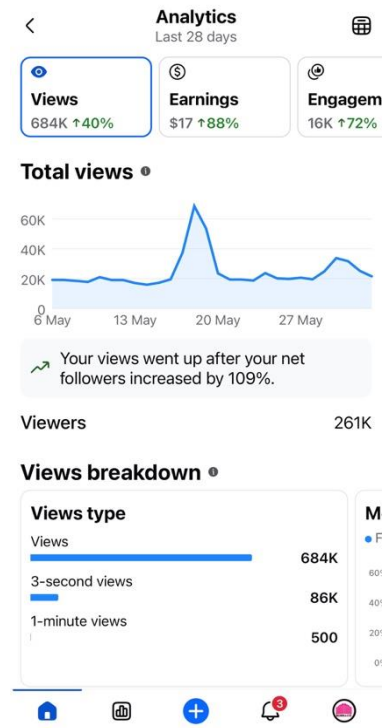 Analytics
Last 28 days
Views
684K ↑40%
Earnings
$17 ↑88%
Engagem
16K ↑72%
Total views
60K
40K
20K
0
6 May 13 May 20 May 27 May
Your views went up after your net
followers increased by 109%.
Viewers 261K
Views breakdown
Views type
Views
684K
3-second views
86K
1-minute views
500
M
F
60%
40%
20%
0%
3